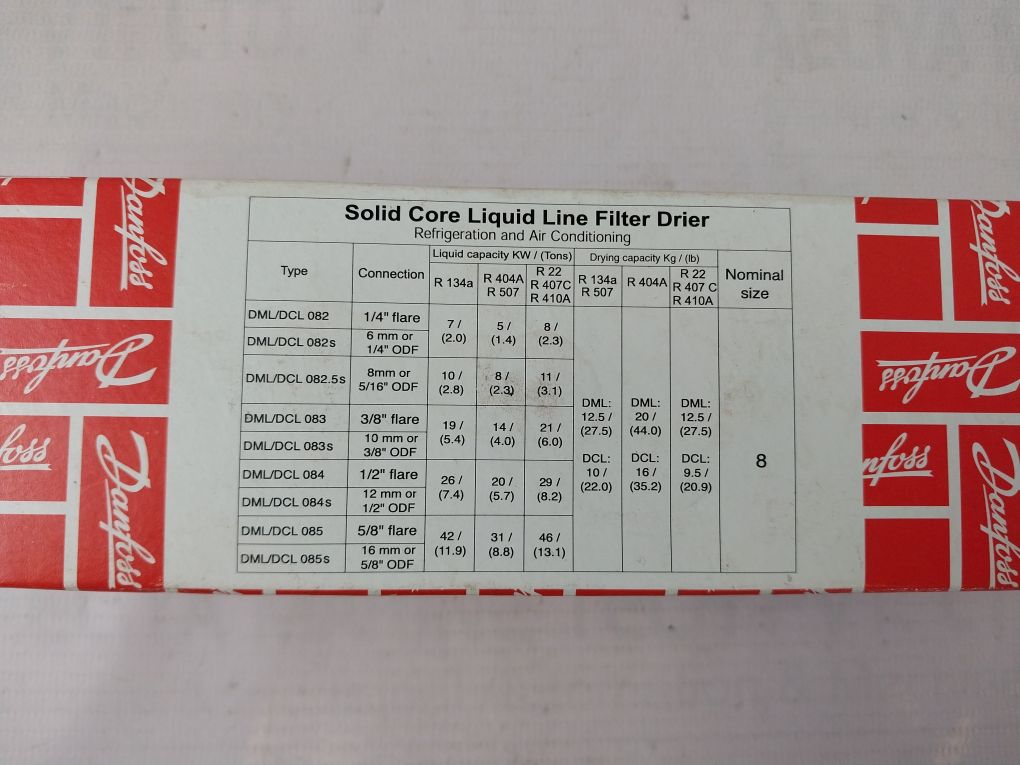 Danfoss
Danfoss
Danfoss
Danfoss
Solid Core Liquid Line Filter Drier
Refrigeration and Air Conditioning
Type Connection Liquid capacity KW / (Tons) Drying capacity Kg / (lb) Nominal size
R 134a R 404A R 507 R 22 R 407C R 410A R 134a R 507 R 404A R 22 R 407 C R 410A
DML/DCL 082 1/4" flare 7 / (2.0) 5 / (1.4) 8 / (2.3)
DML/DCL 082s 6 mm or 1/4" ODF
DML/DCL 082.5s 8mm or 5/16" ODF 10 / (2.8) 8 / (2.3) 11 / (3.1)
DML/DCL 083 3/8" flare 19 / (5.4) 14 / (4.0) 21 / (6.0)
DML/DCL 083s 10 mm or 3/8" ODF
DML/DCL 084 1/2" flare 26 / (7.4) 20 / (5.7) 29 / (8.2)
DML/DCL 084s 12 mm or 1/2" ODF
DML/DCL 085 5/8" flare 42 / (11.9) 31 / (8.8) 46 / (13.1)
DML/DCL 085s 16 mm or 5/8" ODF
DML: 12.5 / (27.5) DML: 20 / (44.0) DML: 12.5 / (27.5)
DCL: 10 / (22.0) DCL: 16 / (35.2) DCL: 9.5 / (20.9)
8
Danfoss
Danfoss
Danfoss